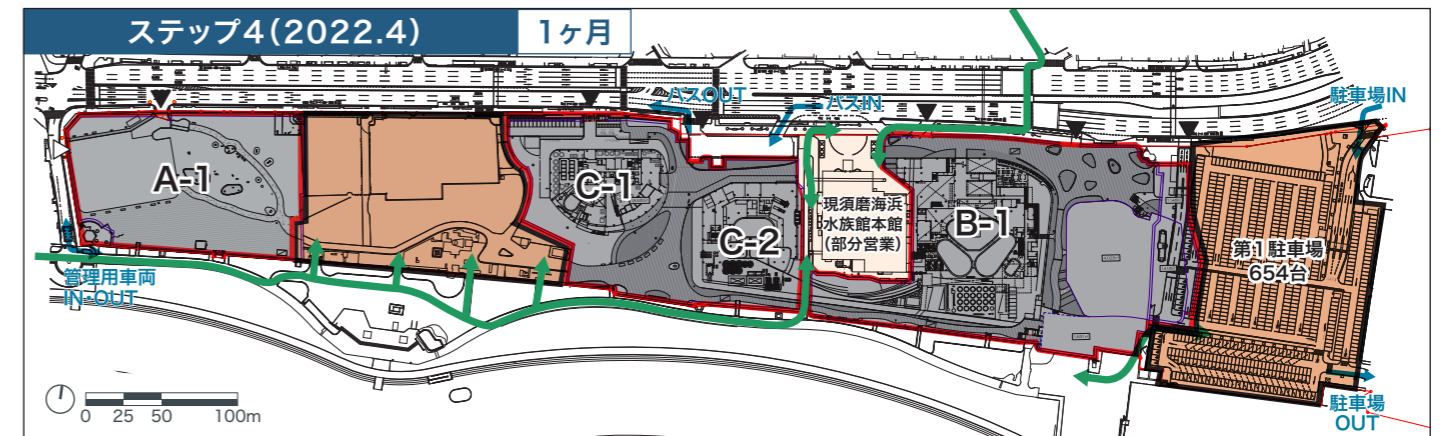 ステップ4(2022.4)
1ヶ月
バスOUT
バスIN
駐車場IN
A-1
C-1
C-2
現須磨海浜
水族館本館
(部分営業)
B-1
第1駐車場
654台
管理用車両
IN・OUT
駐車場
OUT
0 25 50 100m